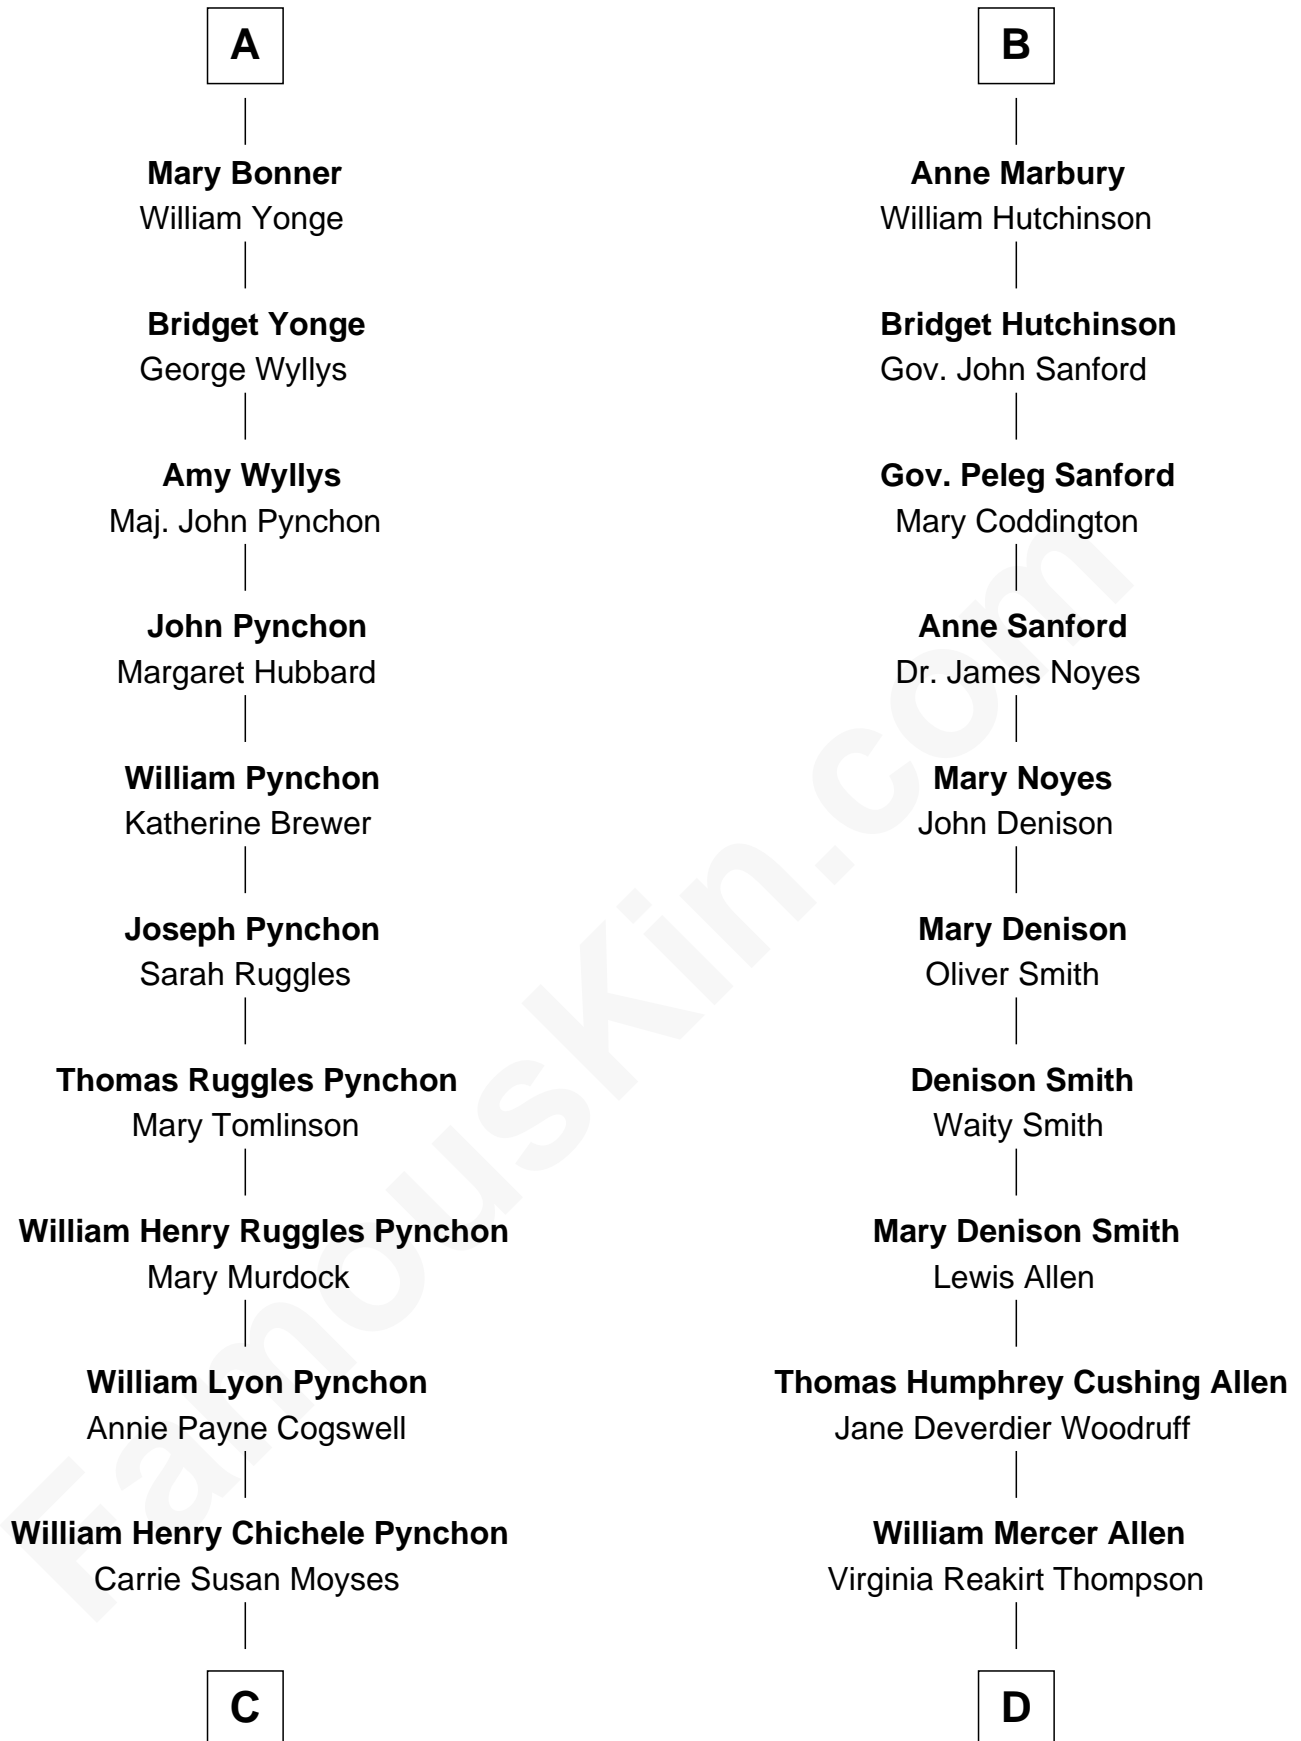 A
Mary Bonner
William Yonge
Bridget Yonge
George Wyllys
Amy Wyllys
Maj. John Pynchon
John Pynchon
Margaret Hubbard
William Pynchon
Katherine Brewer
Joseph Pynchon
Sarah Ruggles
Thomas Ruggles Pynchon
Mary Tomlinson
William Henry Ruggles Pynchon
Mary Murdock
William Lyon Pynchon
Annie Payne Cogswell
William Henry Chichele Pynchon
Carrie Susan Moyses
C
B
Anne Marbury
William Hutchinson
Bridget Hutchinson
Gov. John Sanford
Gov. Peleg Sanford
Mary Coddington
Anne Sanford
Dr. James Noyes
Mary Noyes
John Denison
Mary Denison
Oliver Smith
Denison Smith
Waity Smith
Mary Denison Smith
Lewis Allen
Thomas Humphrey Cushing Allen
Jane Deverdier Woodruff
William Mercer Allen
Virginia Reakirt Thompson
D
FamousKin.com